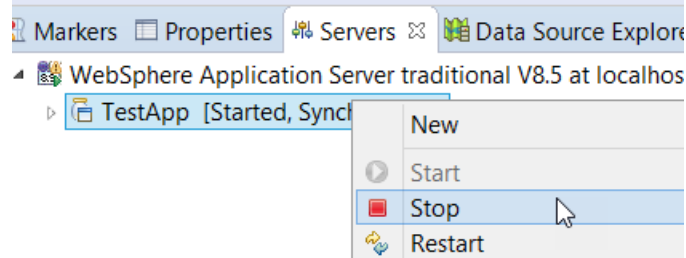 Markers Properties Servers Data Source Explore
WebSphere Application Server traditional V8.5 at localhos
TestApp [Started, Synch
New
Start
Stop
Restart